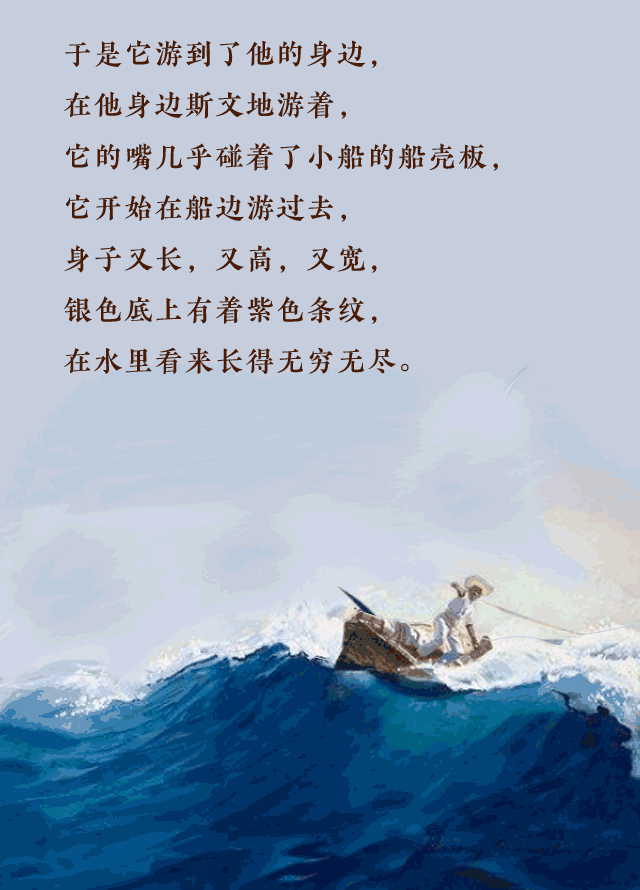 于是它游到了他的身边，
在他身边斯文地游着，
它的嘴几乎碰着了小船的船壳板，
它开始在船边游过去，
身子又长，又高，又宽，
银色底上有着紫色条纹，
在水里看来长得无穷无尽。